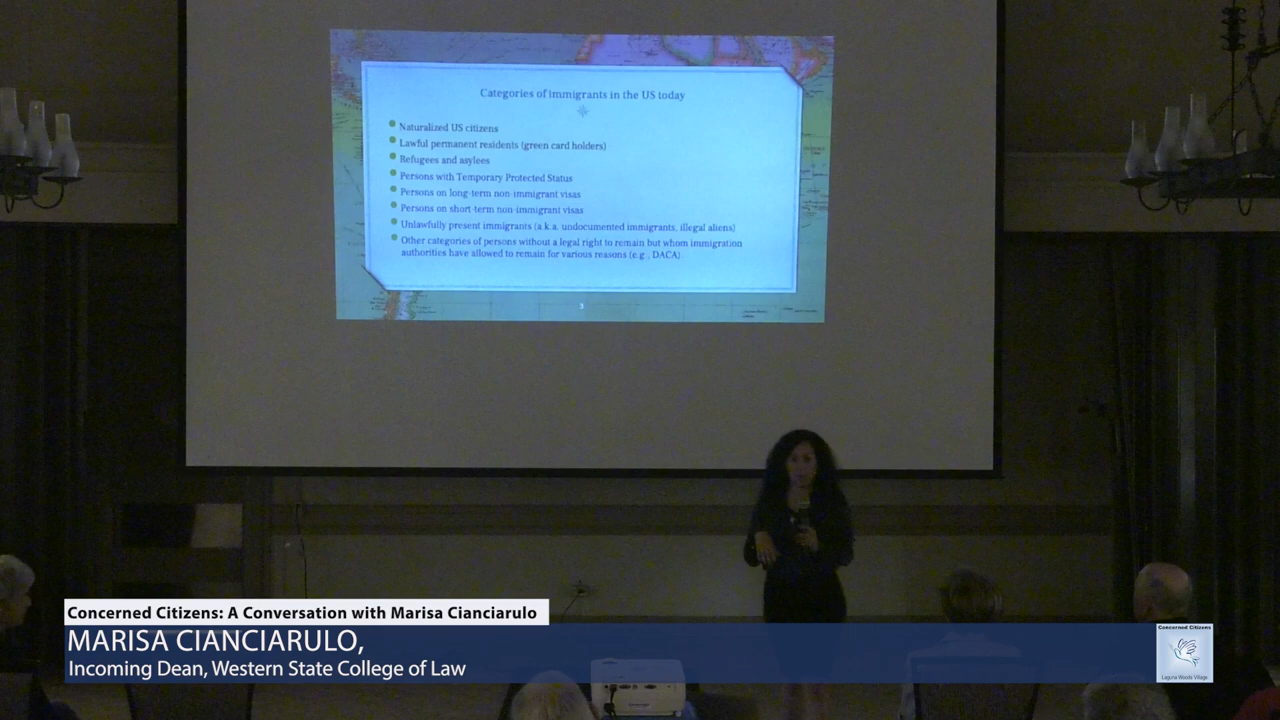 Categories of immigrants in the US today
Naturalized US citizens
Lawful permanent residents (green card holders)
Refugees and asylees
Persons with Temporary Protected Status
Persons on long-term non-immigrant visas
Persons on short-term non-immigrant visas
Unlawfully present immigrants (a.k.a. undocumented immigrants, illegal aliens)
Other categories of persons without a legal right to remain but whom immigration
authorities have allowed to remain for various reasons (e.g., DACA)
3
Concerned Citizens: A Conversation with Marisa Cianciarulo
MARISA CIANCIARULO,
Incoming Dean, Western State College of Law
Concerned Citizens
Laguna Woods Village